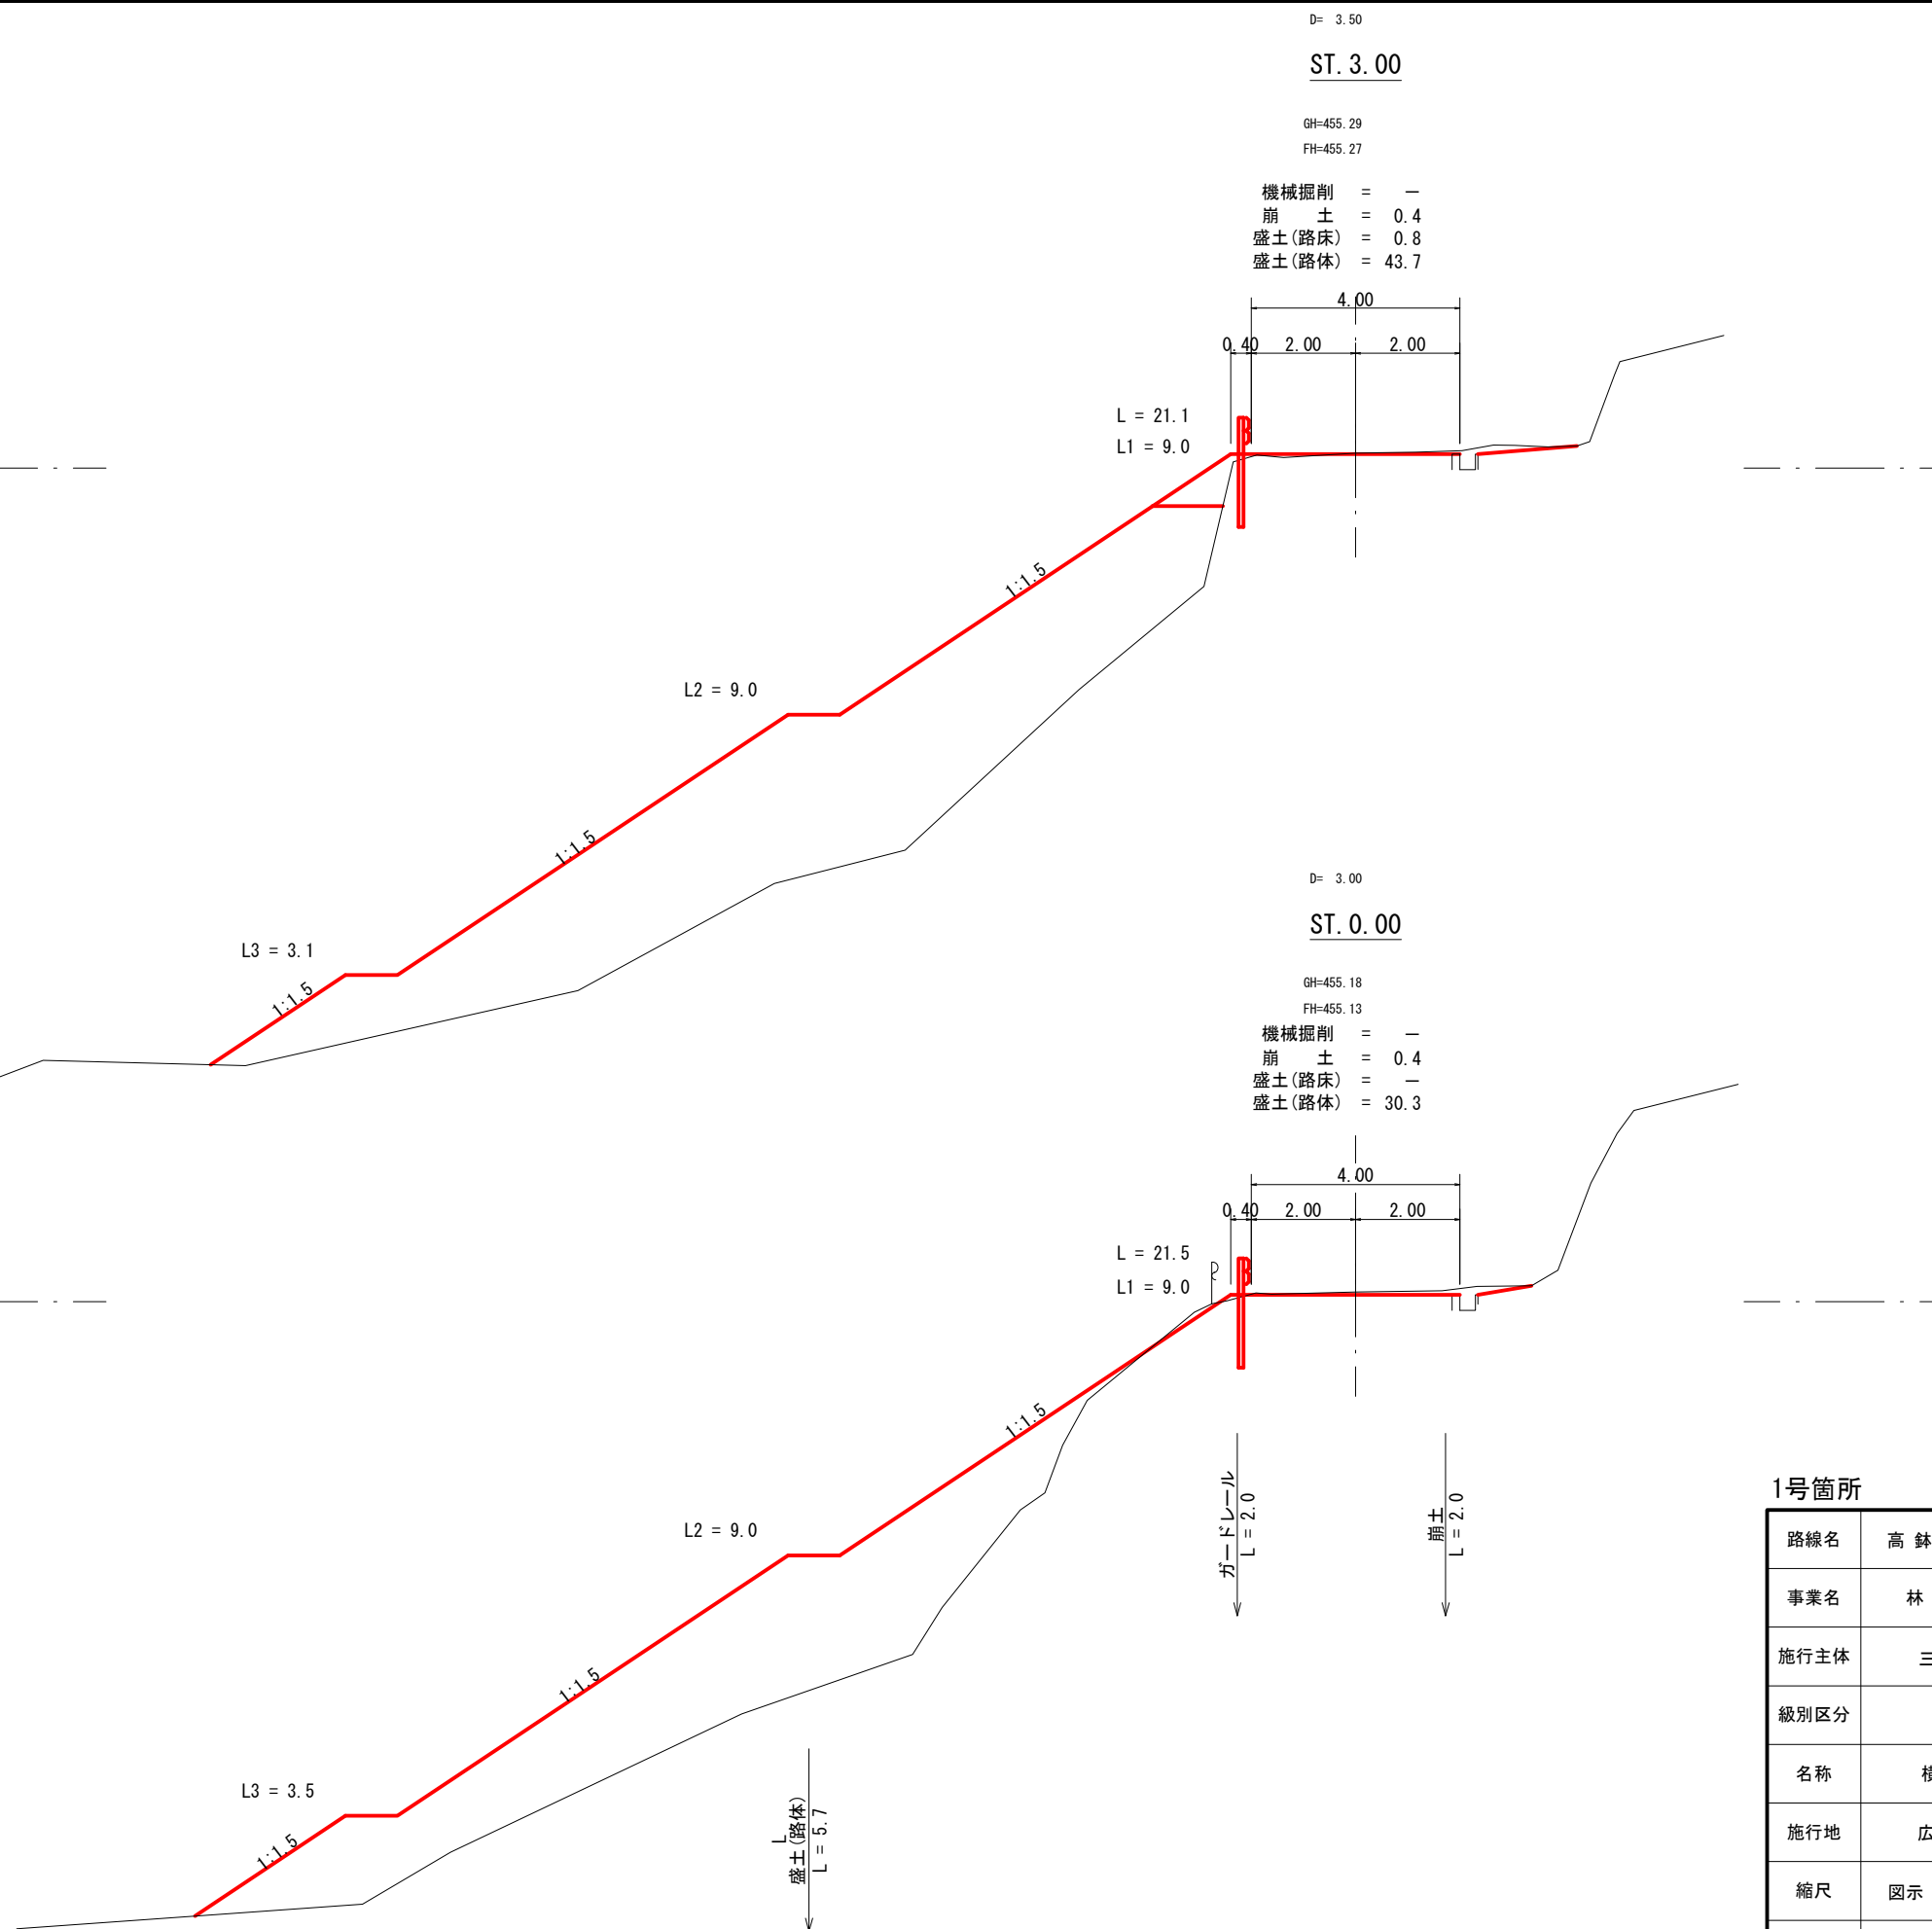 D= 3.50
ST.3.00
GH=455.29
FH=455.27
機械掘削 = －
崩 土 = 0.4
盛土(路床) = 0.8
盛土(路体) = 43.7
4.00
0.40 2.00 2.00
L = 21.1
L1 = 9.0
1:1.5
L2 = 9.0
1:1.5
L3 = 3.1
1:1.5
D= 3.00
ST.0.00
GH=455.18
FH=455.13
機械掘削 = －
崩 土 = 0.4
盛土(路床) = －
盛土(路体) = 30.3
4.00
0.40 2.00 2.00
L = 21.5
L1 = 9.0
1:1.5
L2 = 9.0
1:1.5
L3 = 3.5
1:1.5
ガードレール
L = 2.0
崩土
L = 2.0
L
盛土(路体)
L = 5.7
1号箇所
路線名 高 鉢
事業名 林
施行主体 三
級別区分
名称
施行地 広
縮尺 図示